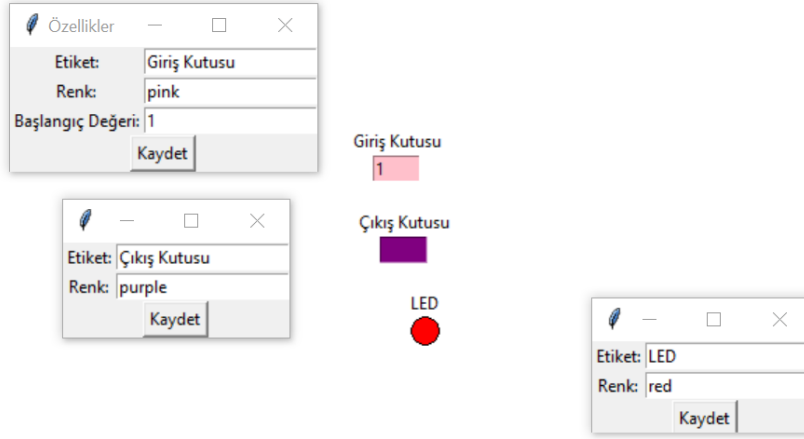 Özellikler
Etiket: Giriş Kutusu
Renk: pink
Başlangıç Değeri: 1
Kaydet
Giriş Kutusu
1
Etiket: Çıkış Kutusu
Renk: purple
Kaydet
Çıkış Kutusu
LED
Etiket: LED
Renk: red
Kaydet